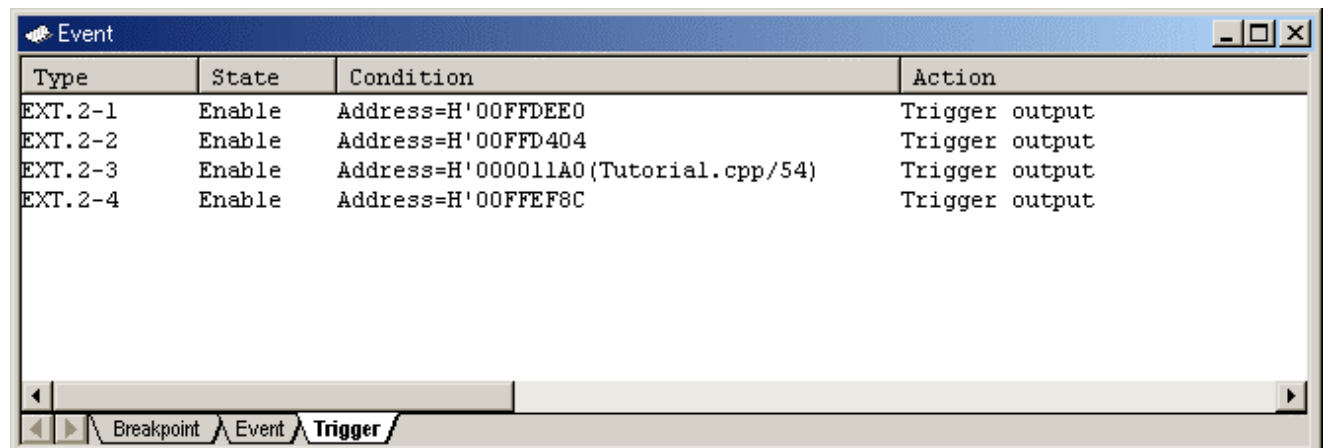 Event
Type State Condition Action
EXT.2-1 Enable Address=H'00FFDEE0 Trigger output
EXT.2-2 Enable Address=H'00FFD404 Trigger output
EXT.2-3 Enable Address=H'000011A0(Tutorial.cpp/54) Trigger output
EXT.2-4 Enable Address=H'00FFEF8C Trigger output
Breakpoint Event Trigger